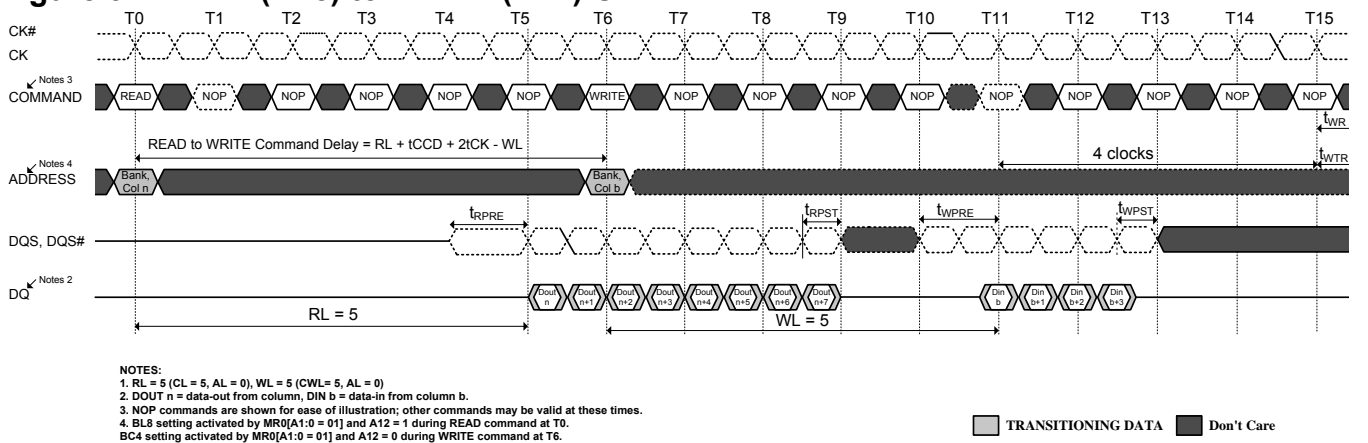 T0 T1 T2 T3 T4 T5 T6 T7 T8 T9 T10 T11 T12 T13 T14 T15
CK#
CK
Notes 3
COMMAND READ NOP NOP NOP NOP NOP WRITE NOP NOP NOP NOP NOP NOP NOP NOP NOP
tWR
READ to WRITE Command Delay = RL + tCCD + 2tCK - WL
4 clocks
tWTR
Notes 4
ADDRESS Bank, Col n Bank, Col b
tRPRE tRPST tWPRE tWPST
DQS, DQS#
Notes 2
DQ Dout n Dout n+1 Dout n+2 Dout n+3 Dout n+4 Dout n+5 Dout n+6 Dout n+7 Din b Din b+1 Din b+2 Din b+3
RL = 5 WL = 5
NOTES:
1. RL = 5 (CL = 5, AL = 0), WL = 5 (CWL= 5, AL = 0)
2. DOUT n = data-out from column, DIN b = data-in from column b.
3. NOP commands are shown for ease of illustration; other commands may be valid at these times.
4. BL8 setting activated by MR0[A1:0 = 01] and A12 = 1 during READ command at T0.
BC4 setting activated by MR0[A1:0 = 01] and A12 = 0 during WRITE command at T6.
TRANSITIONING DATA Don't Care